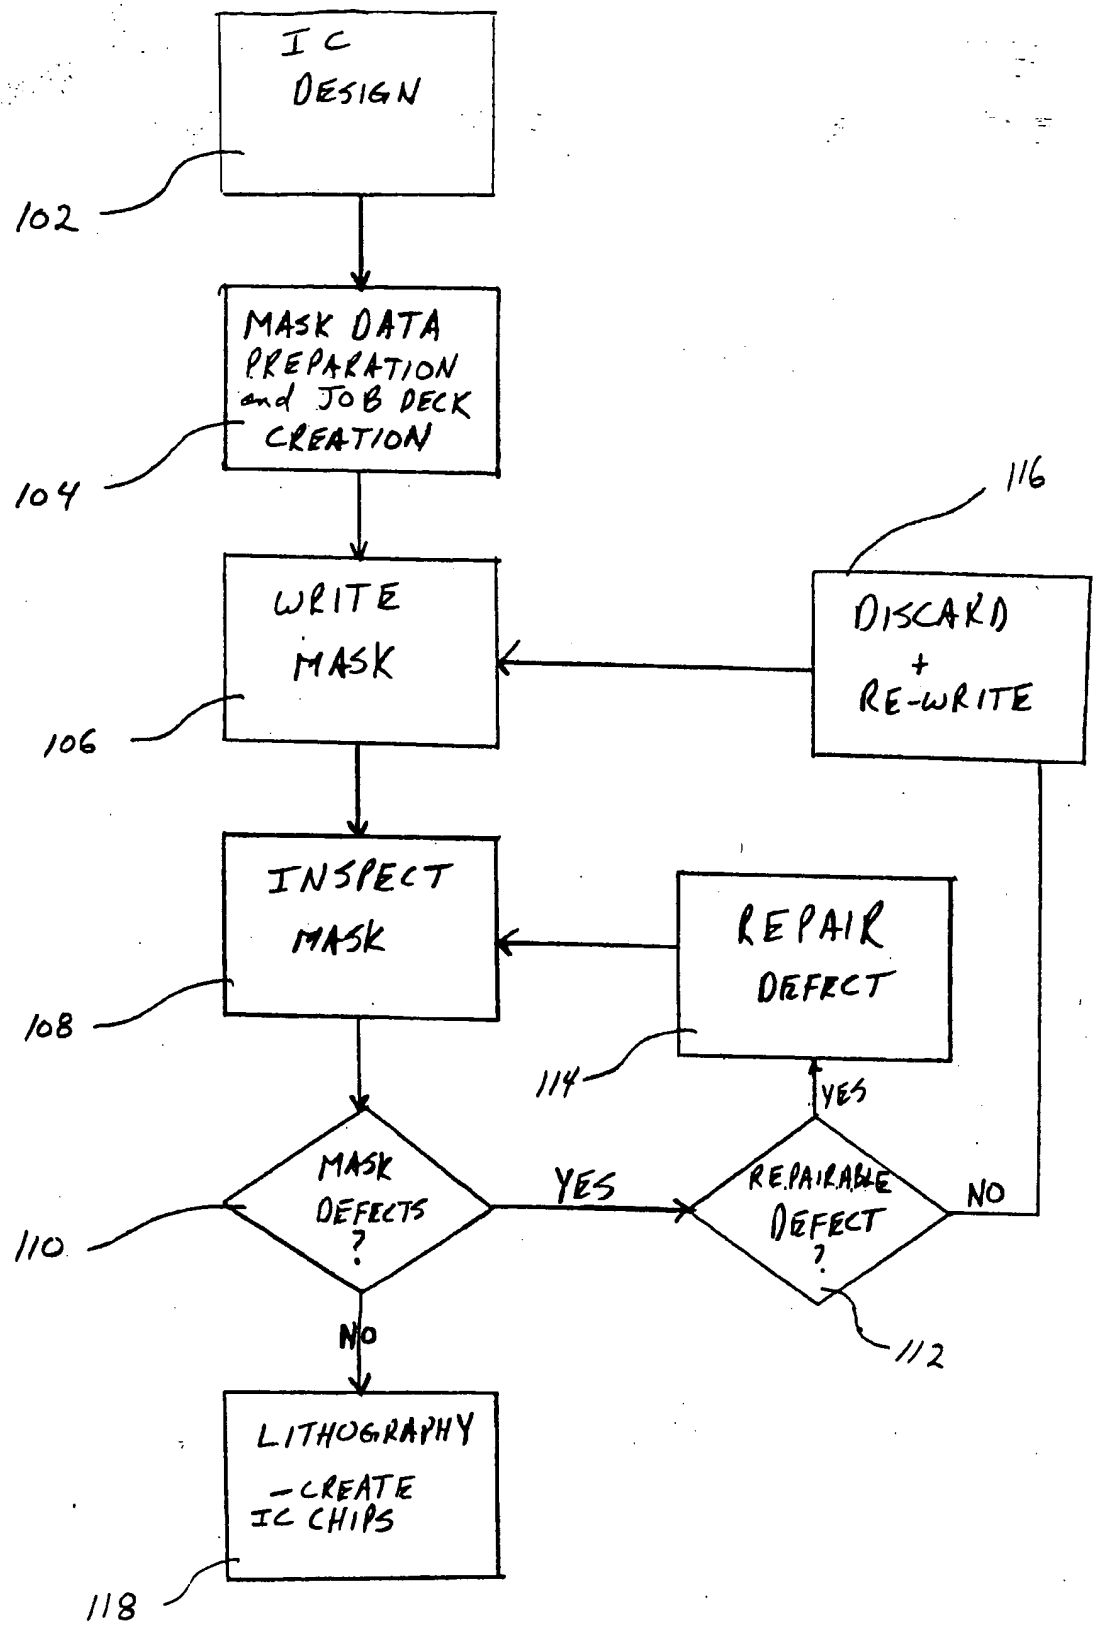 IC
DESIGN
102
MASK DATA
PREPARATION
and JOB DECK
CREATION
104
116
WRITE
MASK
106
DISCARD
+
RE-WRITE
INSPECT
MASK
108
REPAIR
DEFECT
114
YES
MASK
DEFECTS
?
110
YES
REPAIRABLE
DEFECT
?
NO
112
NO
LITHOGRAPHY
- CREATE
IC CHIPS
118